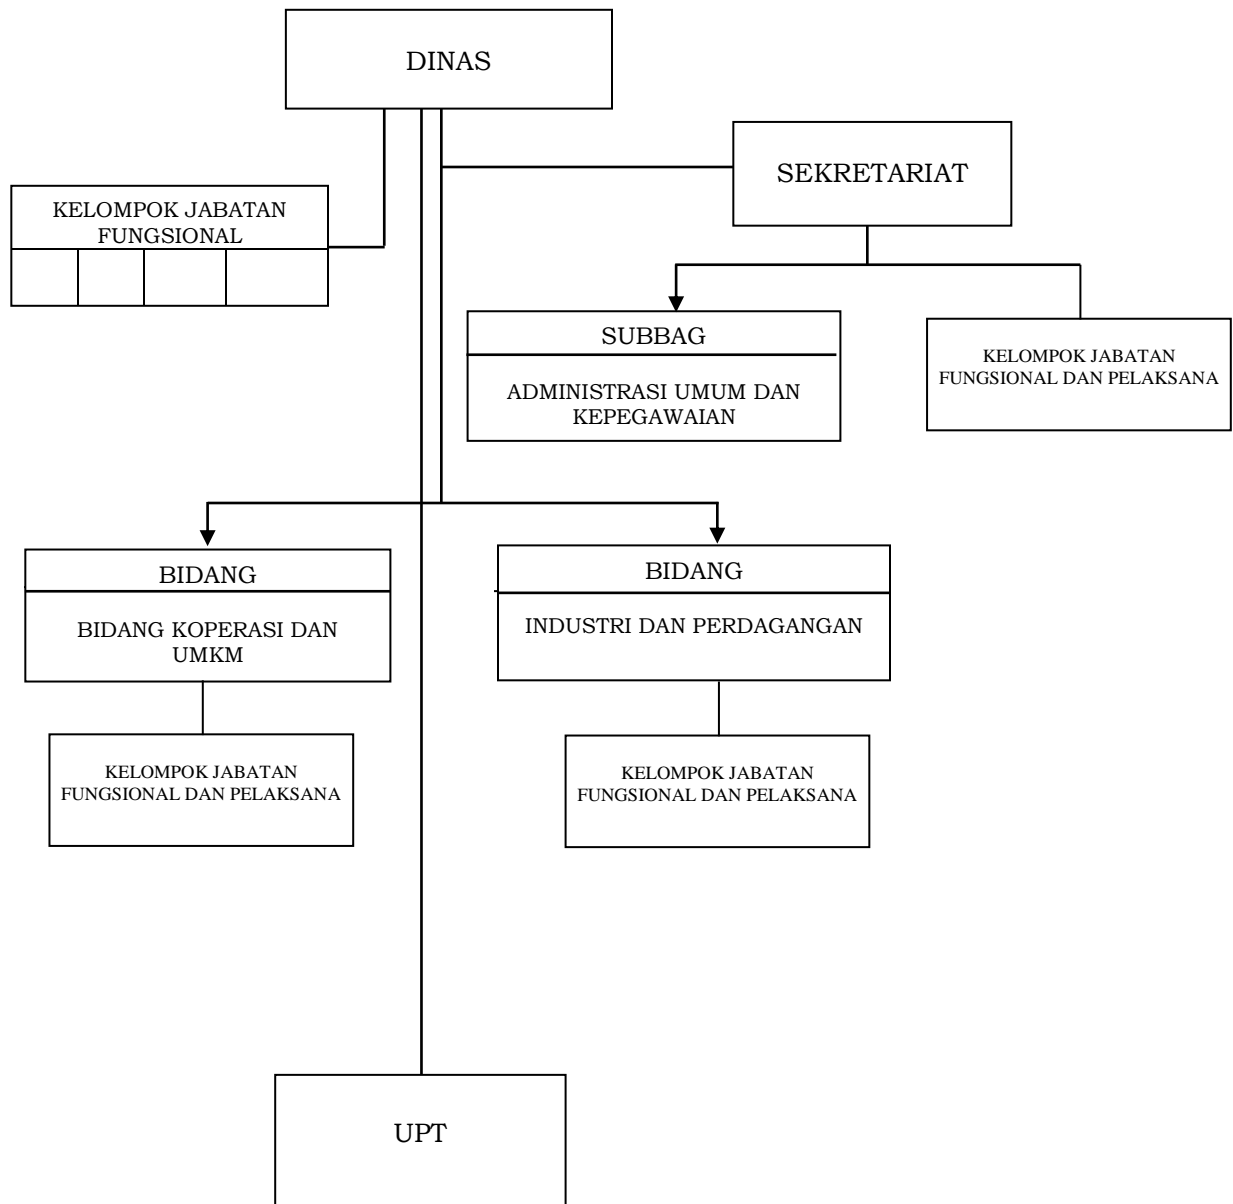 DINAS
SEKRETARIAT
KELOMPOK JABATAN
FUNGSIONAL
SUBBAG
ADMINISTRASI UMUM DAN
KEPEGAWAIAN
KELOMPOK JABATAN
FUNGSIONAL DAN PELAKSANA
BIDANG
BIDANG KOPERASI DAN
UMKM
BIDANG
INDUSTRI DAN PERDAGANGAN
KELOMPOK JABATAN
FUNGSIONAL DAN PELAKSANA
KELOMPOK JABATAN
FUNGSIONAL DAN PELAKSANA
UPT